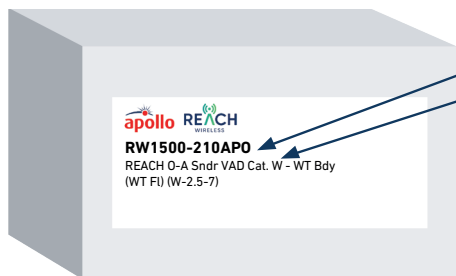 apollo REACH
WIRELESS
RW1500-210APO
REACH O-A Sndr VAD Cat. W - WT Bdy
(WT Fl) (W-2.5-7)